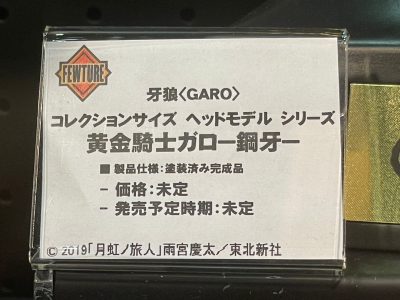 FEWTURE
牙狼〈GARO〉
コレクションサイズ ヘッドモデル シリーズ
黄金騎士ガロー鋼牙ー
■ 製品仕様：塗装済み完成品
- 価格：未定
- 発売予定時期：未定
© 2019「月虹ノ旅人」雨宮慶太／東北新社